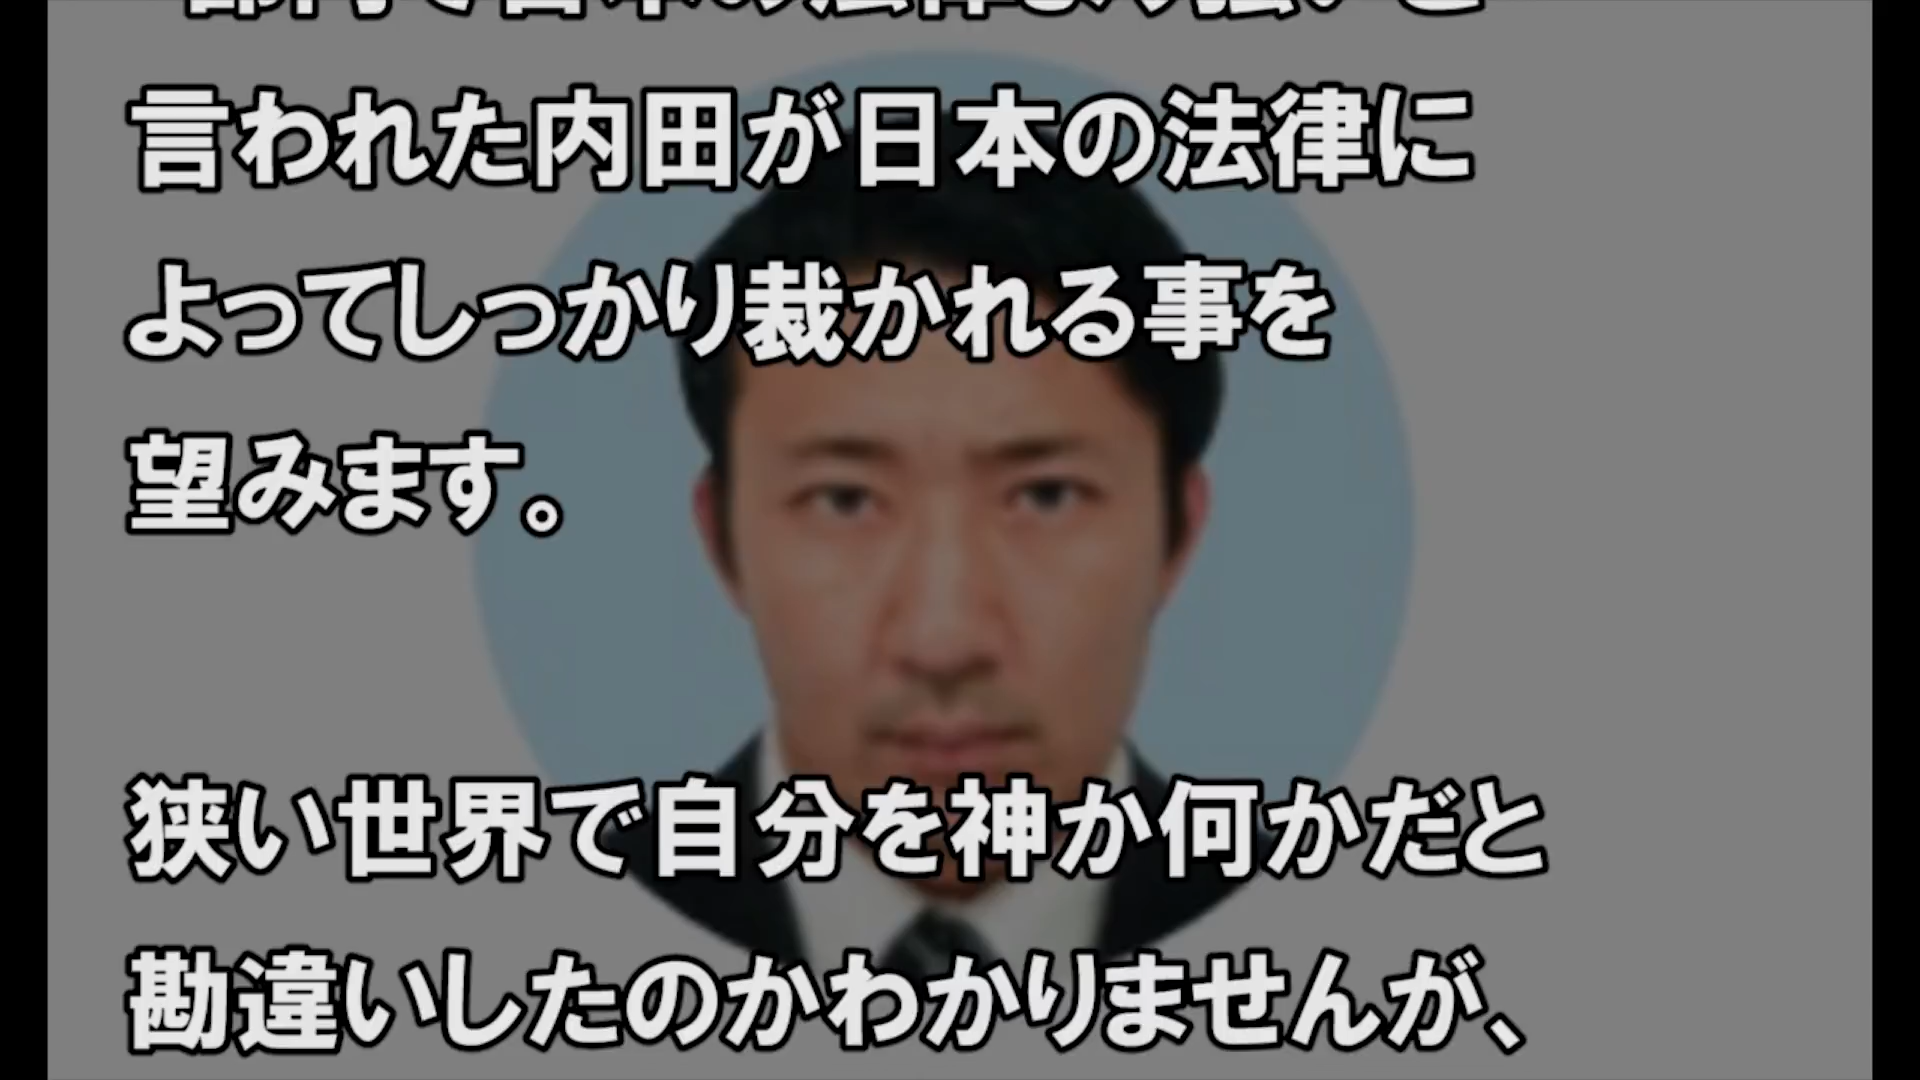 言われた内田が日本の法律に
よってしっかり裁かれる事を
望みます。
狭い世界で自分を神か何かだと
勘違いしたのかわかりませんが、